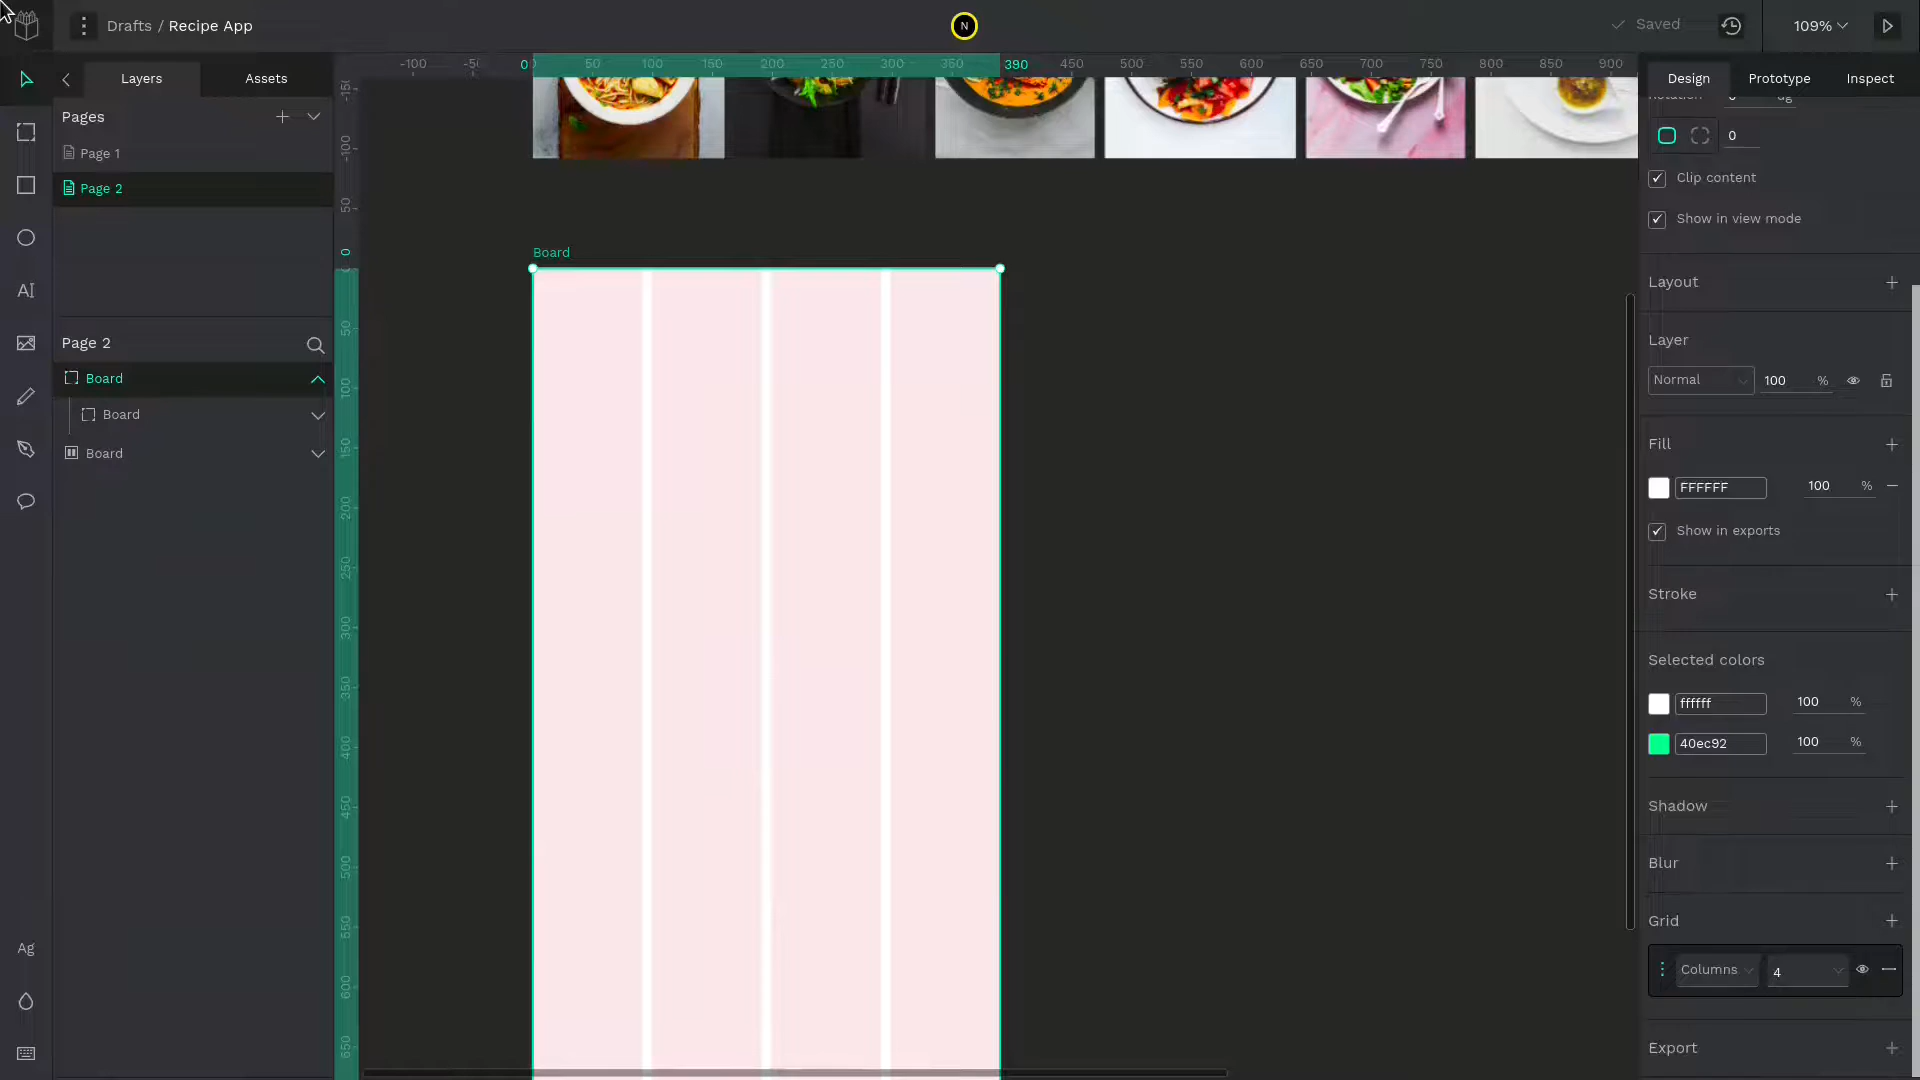 Drafts / Recipe App
N
Saved
109%
Layers
Assets
Design
Prototype
Inspect
-100
-50
0
50
100
150
200
250
300
350
390
450
500
550
600
650
700
750
800
850
900
Pages
Page 1
Page 2
Page 2
Board
Board
Board
AI
Ag
-100
50
0
50
100
150
200
250
300
350
400
450
500
550
600
650
Board
Rotation
0
Clip content
Show in view mode
Layout
Layer
Normal
100
%
Fill
FFFFFF
100
%
Show in exports
Stroke
Selected colors
ffffff
100
%
40ec92
100
%
Shadow
Blur
Grid
Columns
4
Export